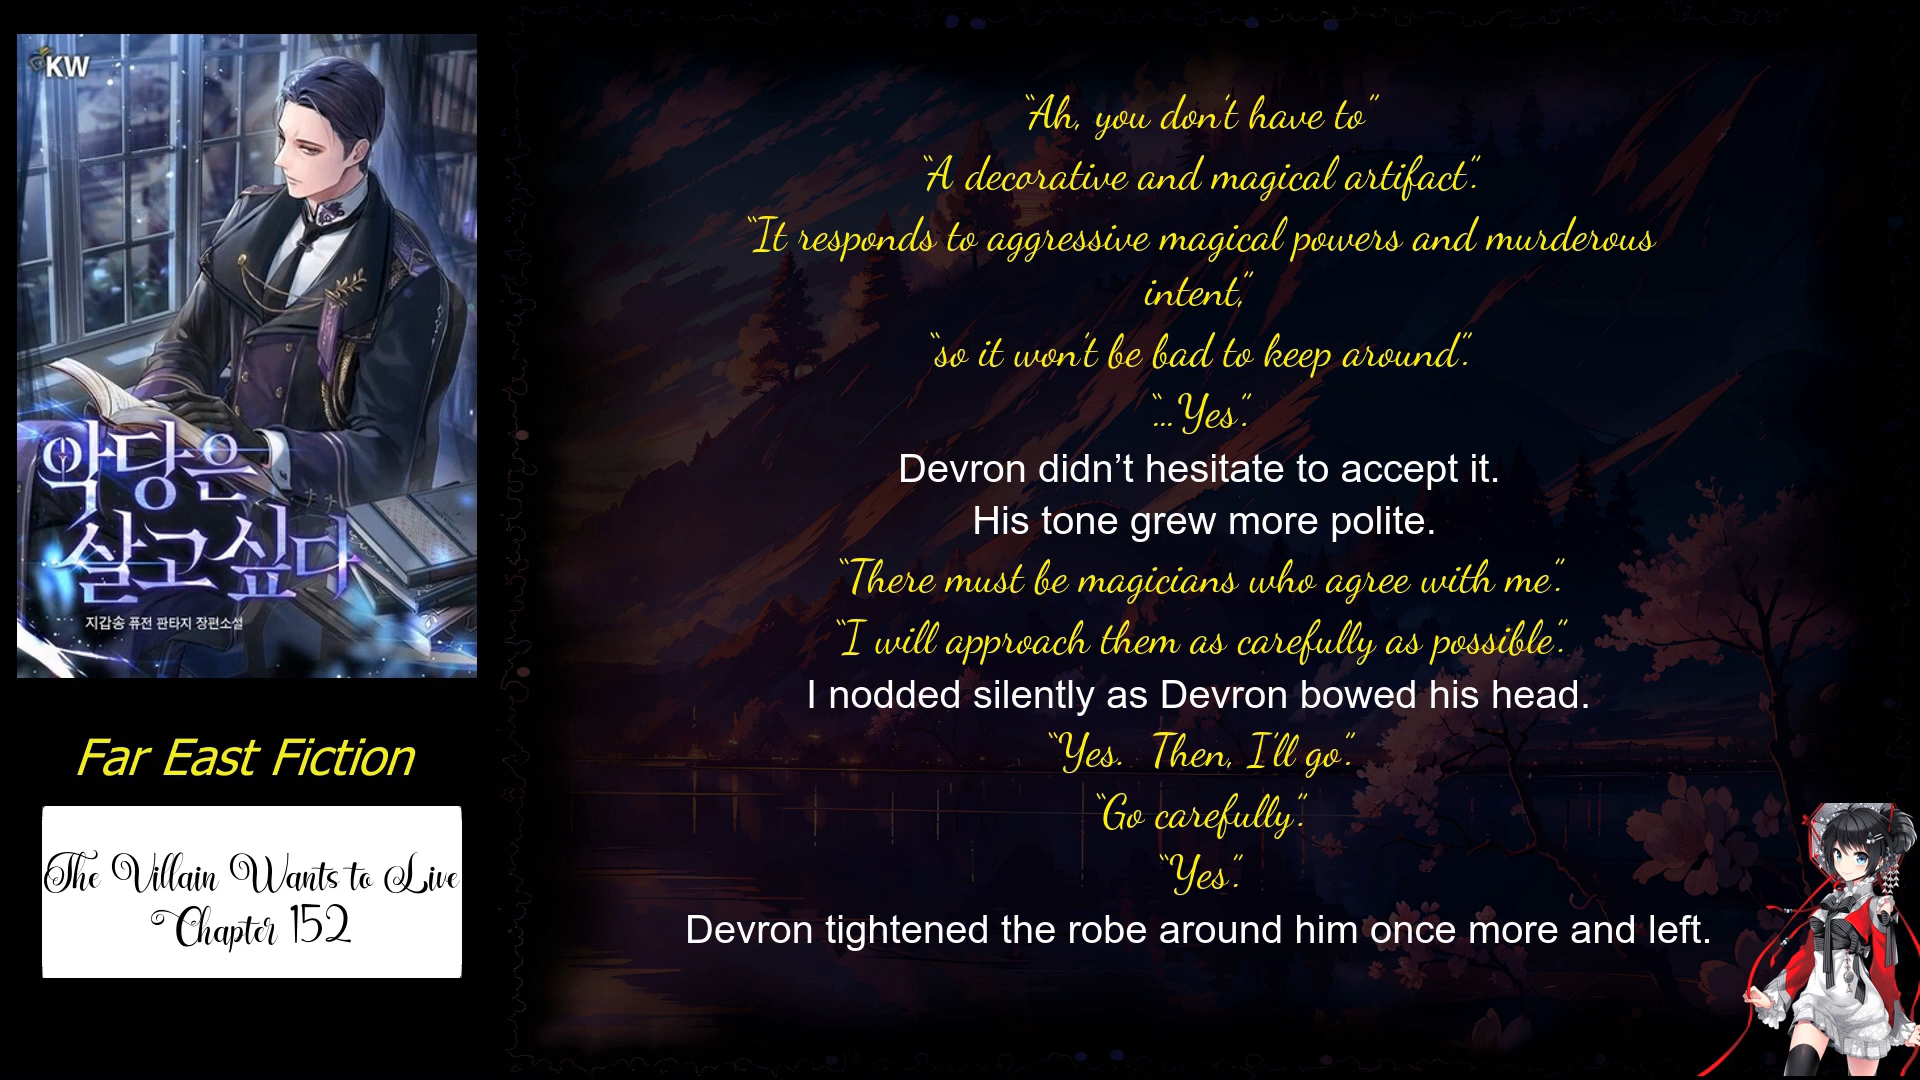 KW
악당은
살고싶다
지갑송 퓨전 판타지 장편소설
Far East Fiction
The Villain Wants to Live
Chapter 152
“Ah, you don’t have to”
“A decorative and magical artifact”.
“It responds to aggressive magical powers and murderous
intent,”
“so it won’t be bad to keep around”.
“… Yes”.
Devron didn’t hesitate to accept it.
His tone grew more polite.
“There must be magicians who agree with me”.
“I will approach them as carefully as possible”.
I nodded silently as Devron bowed his head.
“Yes. Then, I’ll go”.
“Go carefully”.
“Yes”.
Devron tightened the robe around him once more and left.